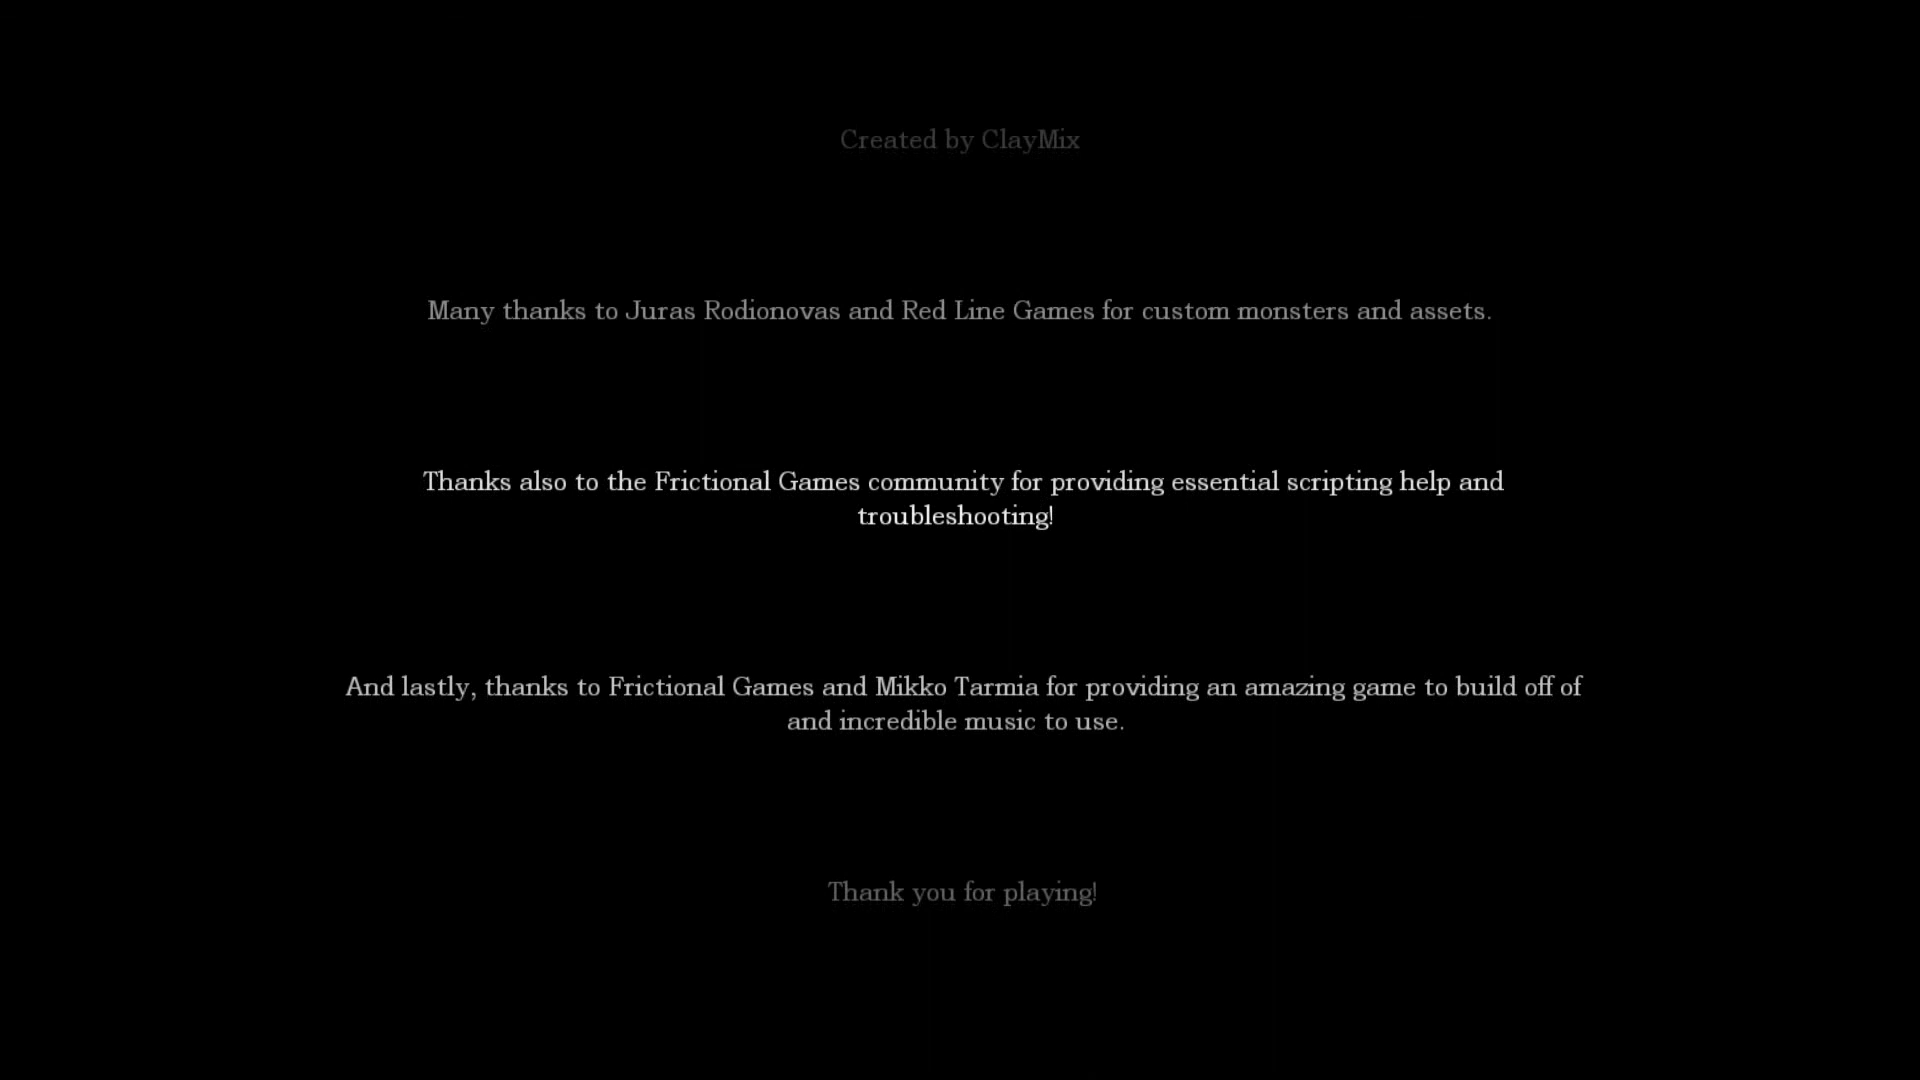 Created by ClayMix
Many thanks to Juras Rodionovas and Red Line Games for custom monsters and assets.
Thanks also to the Frictional Games community for providing essential scripting help and
troubleshooting!
And lastly, thanks to Frictional Games and Mikko Tarmia for providing an amazing game to build off of
and incredible music to use.
Thank you for playing!